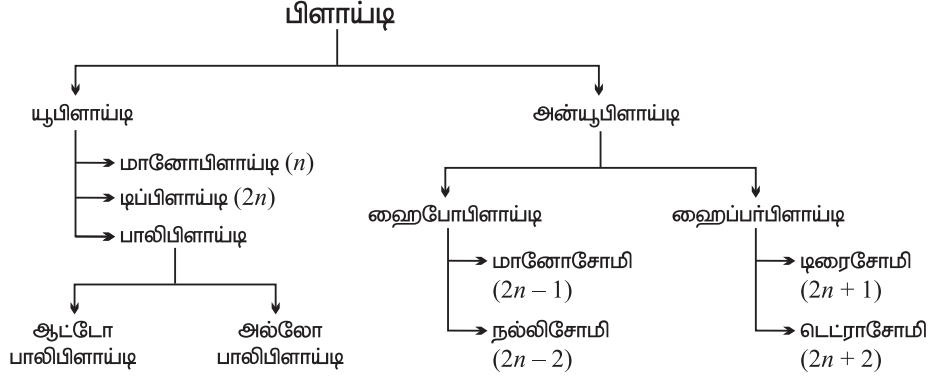 பிளாய்டி
யூபிளாய்டி
அன்யூபிளாய்டி
மானோபிளாய்டி (n)
டிப்பிளாய்டி (2n)
பாலிபிளாய்டி
ஆட்டோ
பாலிபிளாய்டி
அல்லோ
பாலிபிளாய்டி
ஹைபோபிளாய்டி
ஹைப்பர்பிளாய்டி
மானோசோமி
(2n – 1)
நல்லிசோமி
(2n – 2)
டிரைசோமி
(2n + 1)
டெட்ராசோமி
(2n + 2)